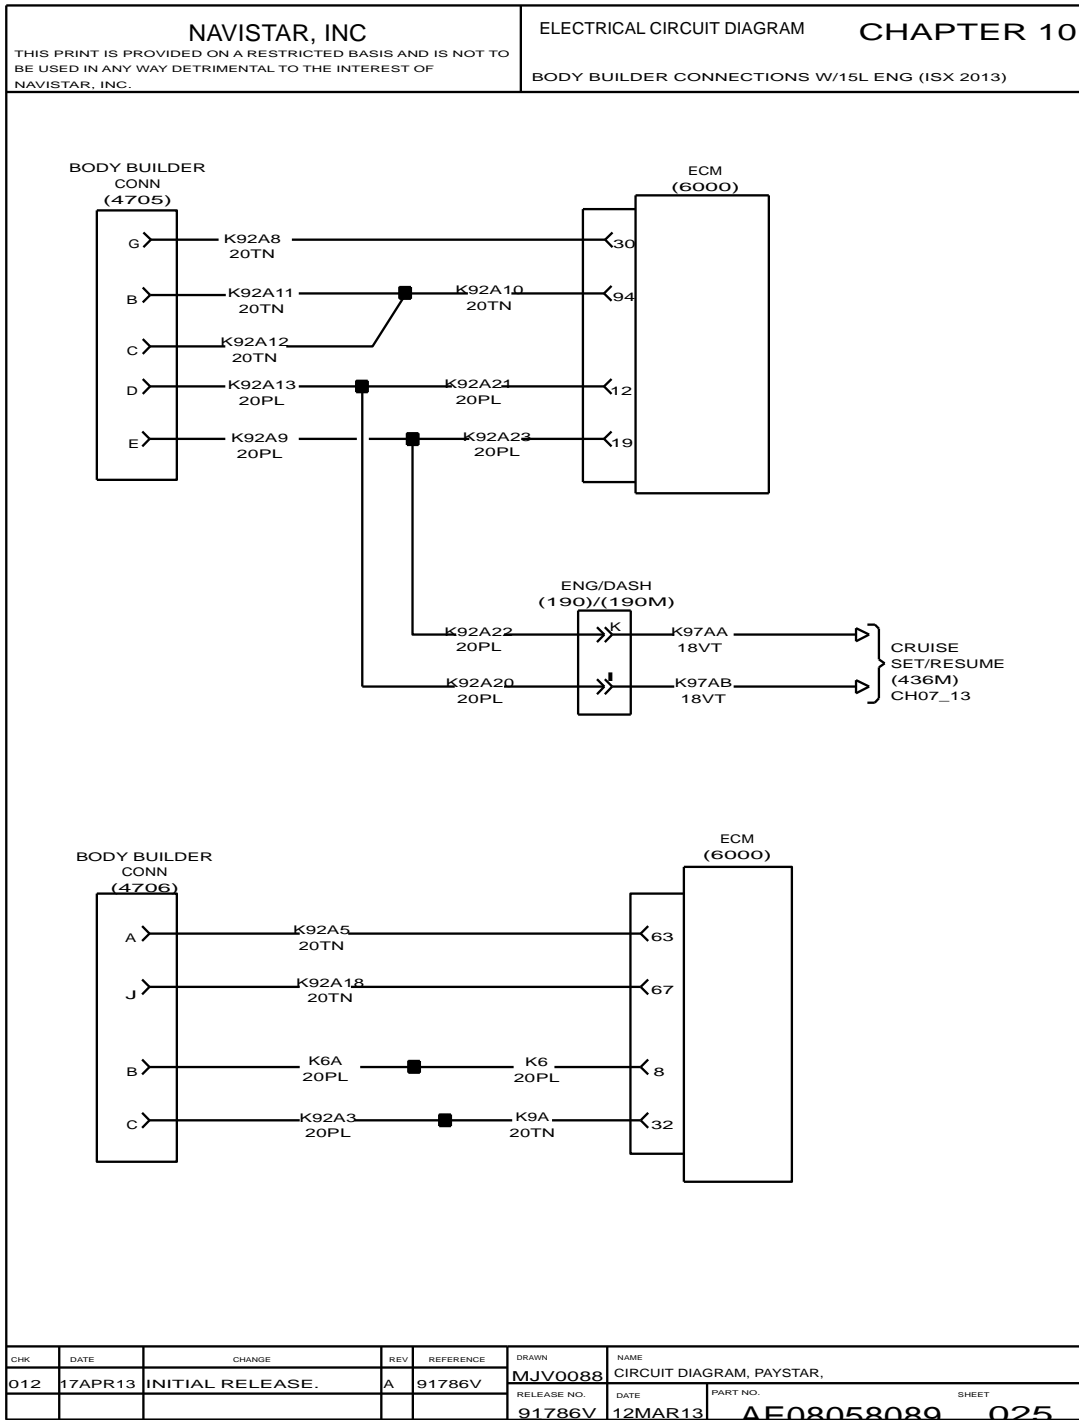 NAVISTAR, INC
THIS PRINT IS PROVIDED ON A RESTRICTED BASIS AND IS NOT TO
BE USED IN ANY WAY DETRIMENTAL TO THE INTEREST OF
NAVISTAR, INC.
ELECTRICAL CIRCUIT DIAGRAM
CHAPTER 10
BODY BUILDER CONNECTIONS W/15L ENG (ISX 2013)
BODY BUILDER
CONN
(4705)
ECM
(6000)
G
K92A8
20TN
30
B
K92A11
20TN
K92A10
20TN
94
C
K92A12
20TN
D
K92A13
20PL
K92A21
20PL
12
E
K92A9
20PL
K92A23
20PL
19
ENG/DASH
(190)/(190M)
K92A22
20PL
K
K97AA
18VT
K92A20
20PL
K97AB
18VT
CRUISE
SET/RESUME
(436M)
CH07_13
BODY BUILDER
CONN
(4706)
ECM
(6000)
A
K92A5
20TN
63
J
K92A18
20TN
67
B
K6A
20PL
K6
20PL
8
C
K92A3
20PL
K9A
20TN
32
CHK
DATE
CHANGE
REV
REFERENCE
012
17APR13
INITIAL RELEASE.
A
91786V
DRAWN
MJV0088
NAME
CIRCUIT DIAGRAM, PAYSTAR,
RELEASE NO.
91786V
DATE
12MAR13
PART NO.
AE08058089
SHEET
025